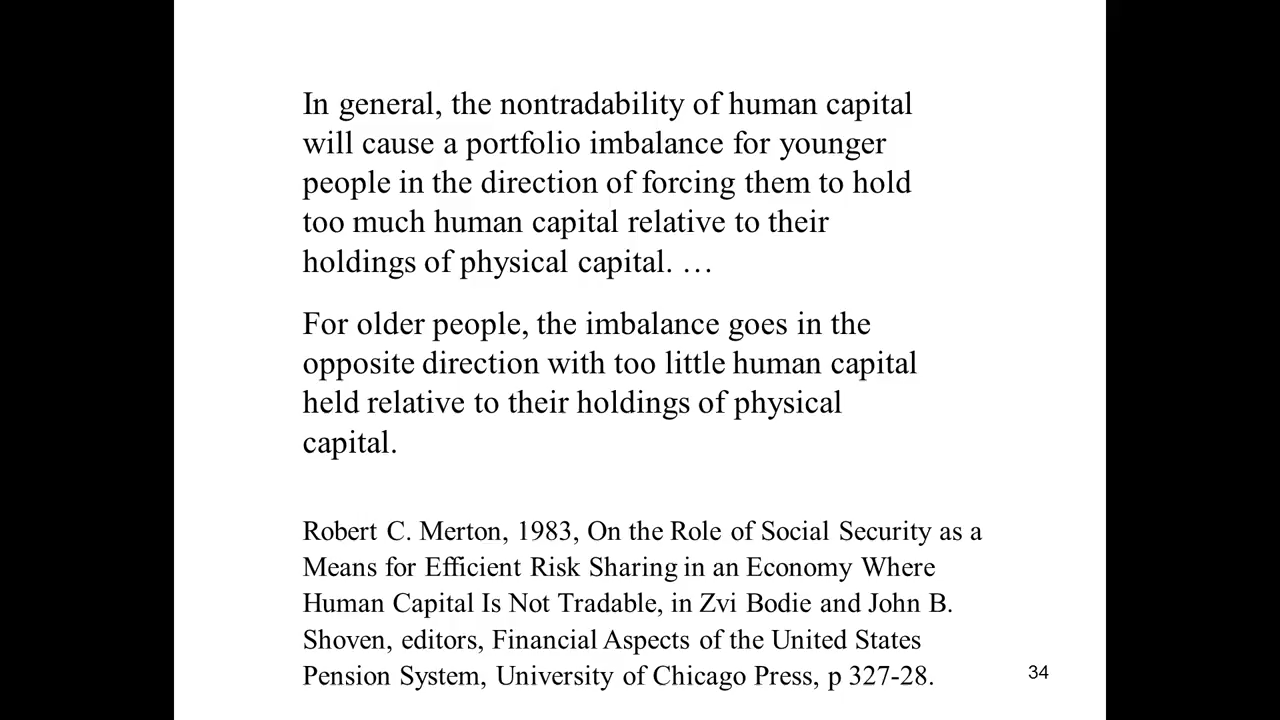 In general, the nontradability of human capital
will cause a portfolio imbalance for younger
people in the direction of forcing them to hold
too much human capital relative to their
holdings of physical capital. …
For older people, the imbalance goes in the
opposite direction with too little human capital
held relative to their holdings of physical
capital.
Robert C. Merton, 1983, On the Role of Social Security as a
Means for Efficient Risk Sharing in an Economy Where
Human Capital Is Not Tradable, in Zvi Bodie and John B.
Shoven, editors, Financial Aspects of the United States
Pension System, University of Chicago Press, p 327-28.
34